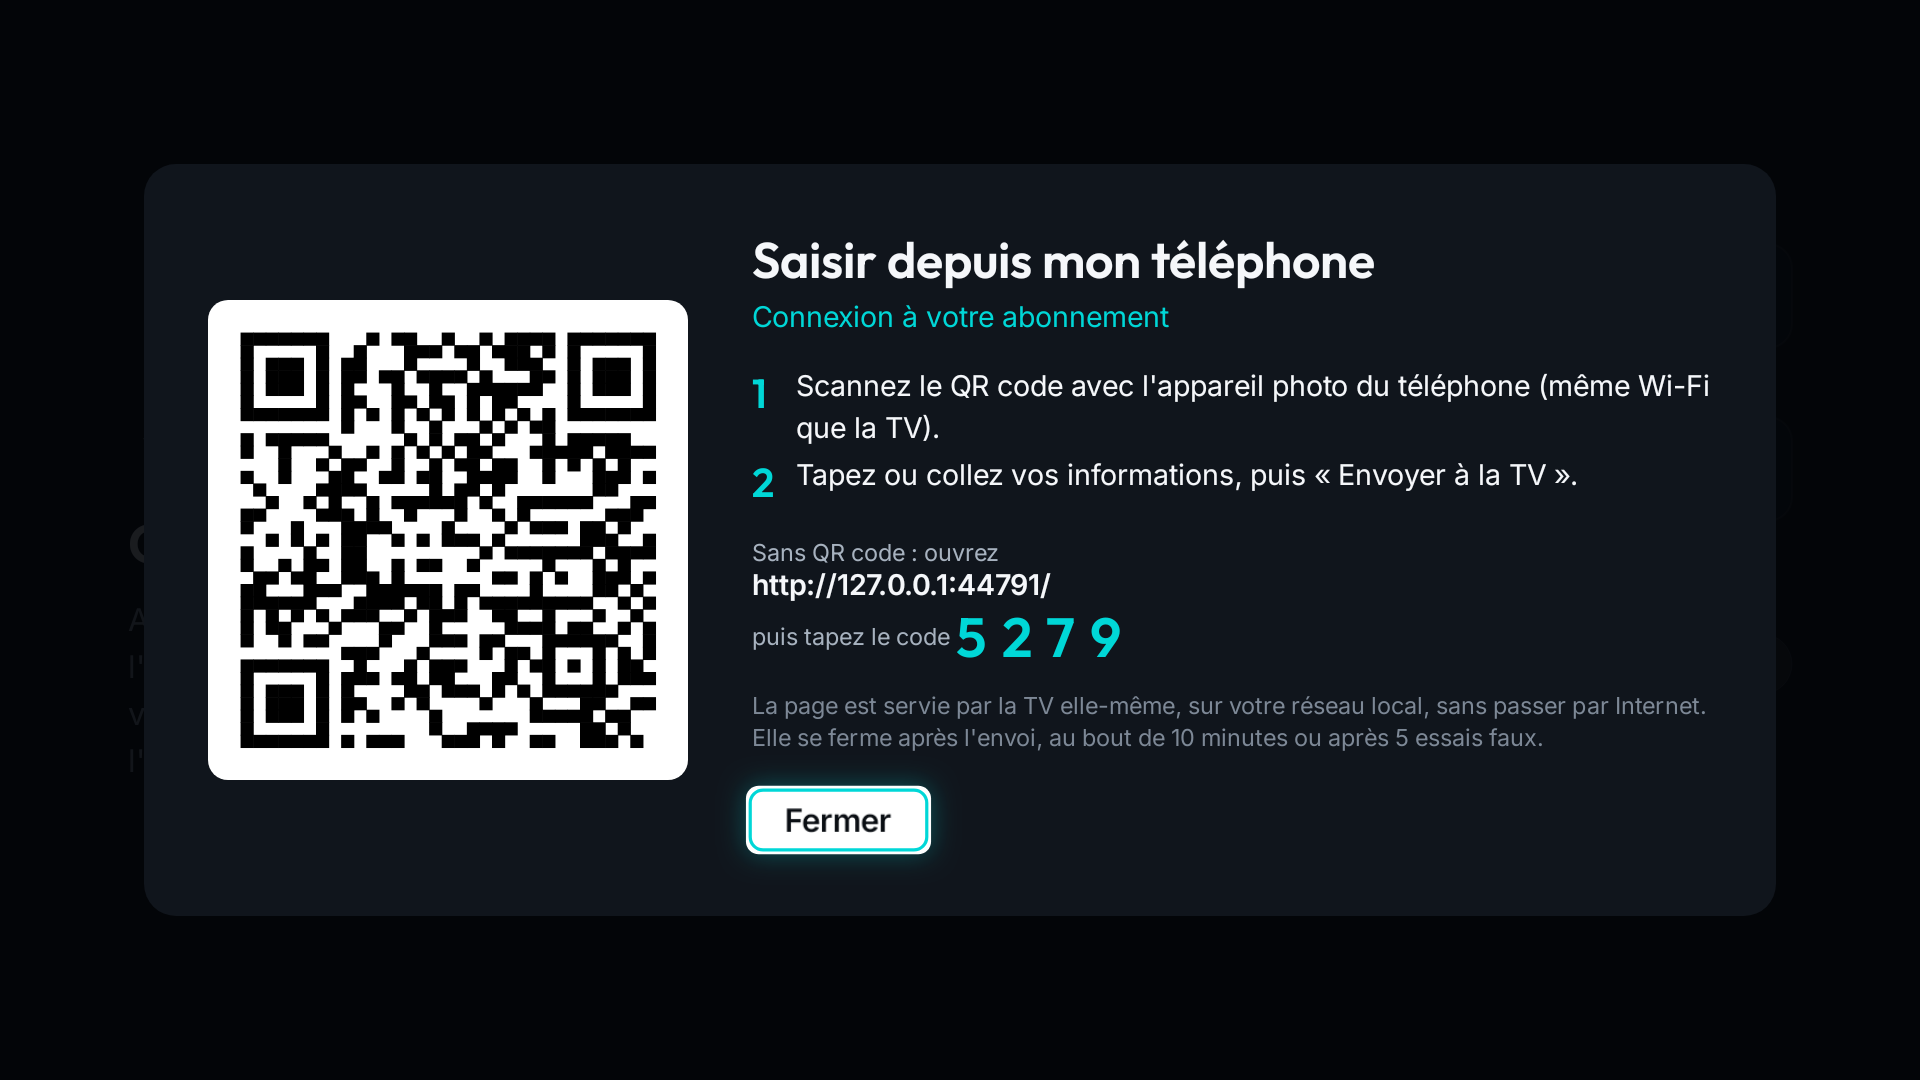 Saisir depuis mon téléphone
Connexion à votre abonnement
1 Scannez le QR code avec l'appareil photo du téléphone (même Wi-Fi
que la TV).
2 Tapez ou collez vos informations, puis « Envoyer à la TV ».
Sans QR code : ouvrez
http://127.0.0.1:44791/
puis tapez le code 5 2 7 9
La page est servie par la TV elle-même, sur votre réseau local, sans passer par Internet.
Elle se ferme après l'envoi, au bout de 10 minutes ou après 5 essais faux.
Fermer